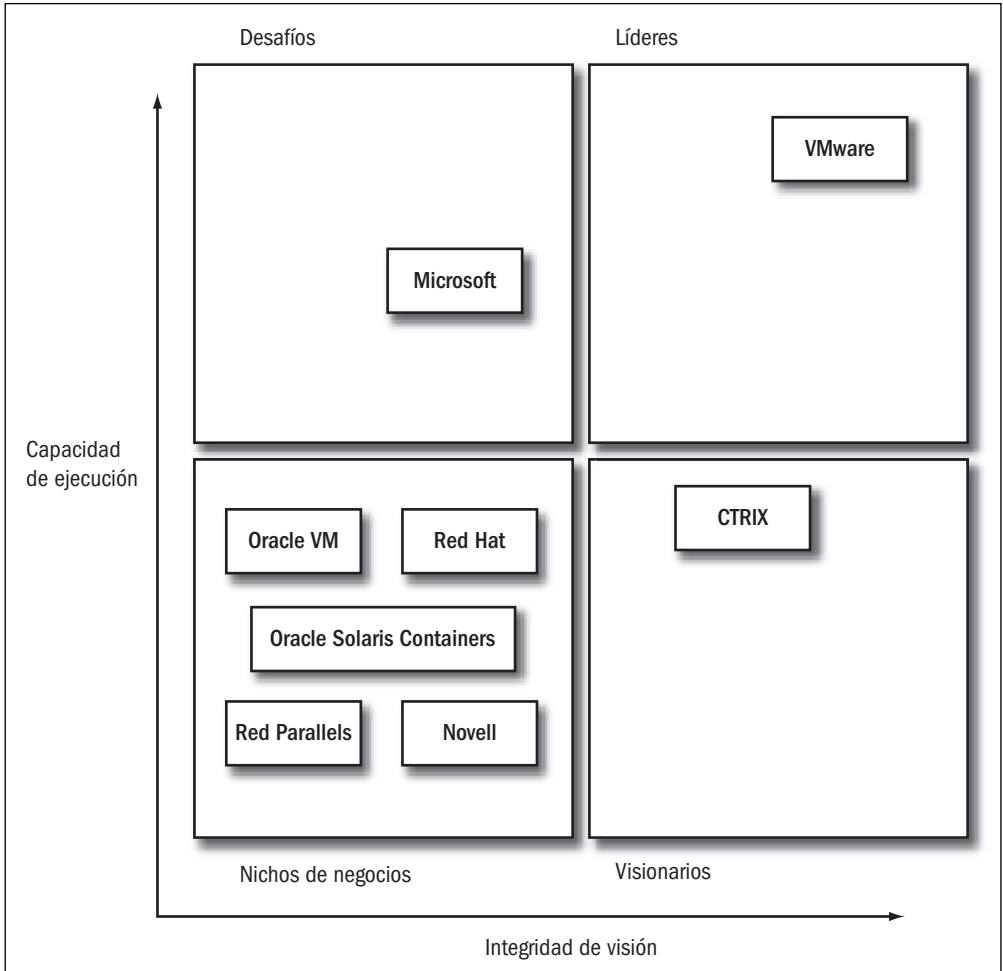 Desafíos
Líderes
VMware
Microsoft
Capacidad
de ejecución
CTRIX
Oracle VM
Red Hat
Oracle Solaris Containers
Red Parallels
Novell
Nichos de negocios
Visionarios
Integridad de visión